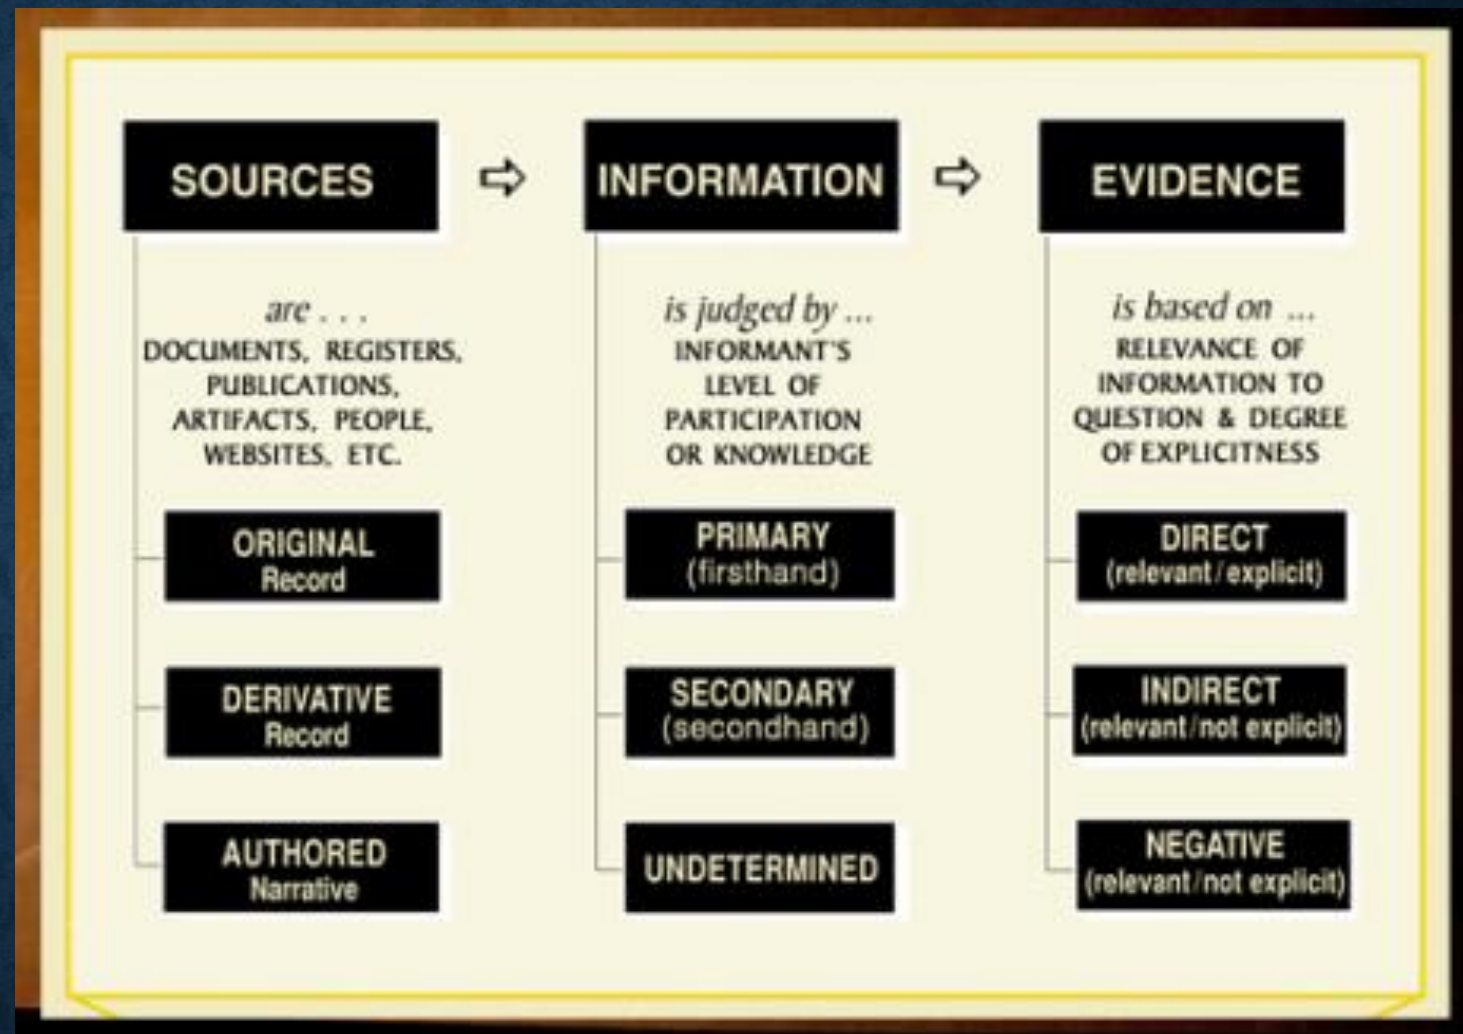 SOURCES
are . . .
DOCUMENTS, REGISTERS,
PUBLICATIONS,
ARTIFACTS, PEOPLE,
WEBSITES, ETC.
ORIGINAL
Record
DERIVATIVE
Record
AUTHORED
Narrative
INFORMATION
is judged by ...
INFORMANT'S
LEVEL OF
PARTICIPATION
OR KNOWLEDGE
PRIMARY
(firsthand)
SECONDARY
(secondhand)
UNDETERMINED
EVIDENCE
is based on ...
RELEVANCE OF
INFORMATION TO
QUESTION & DEGREE
OF EXPLICITNESS
DIRECT
(relevant/explicit)
INDIRECT
(relevant/not explicit)
NEGATIVE
(relevant/not explicit)